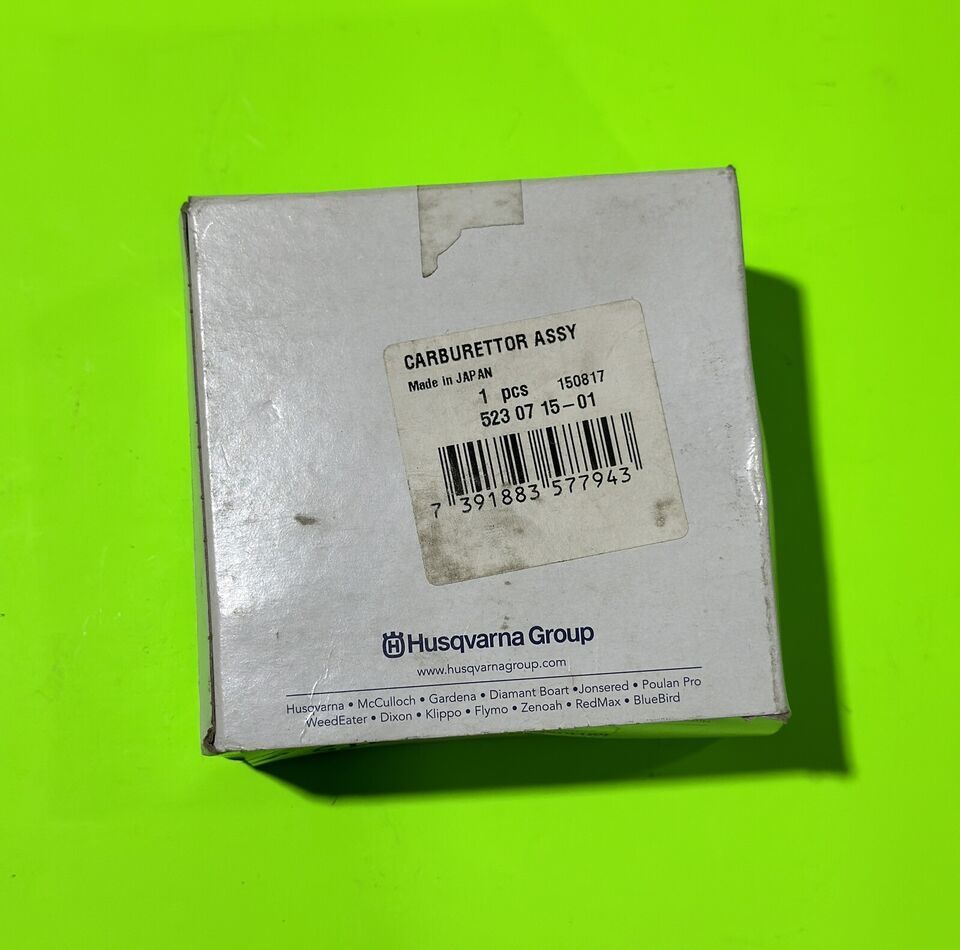 CARBURETTOR ASSY
Made in JAPAN
1 pcs 150817
523 07 15-01
7 391883 577943
H Husqvarna Group
www.husqvarnagroup.com
Husqvarna • McCulloch • Gardena • Diamant Boart • Jonsered • Poulan Pro
WeedEater • Dixon • Klippo • Flymo • Zenoah • RedMax • BlueBird